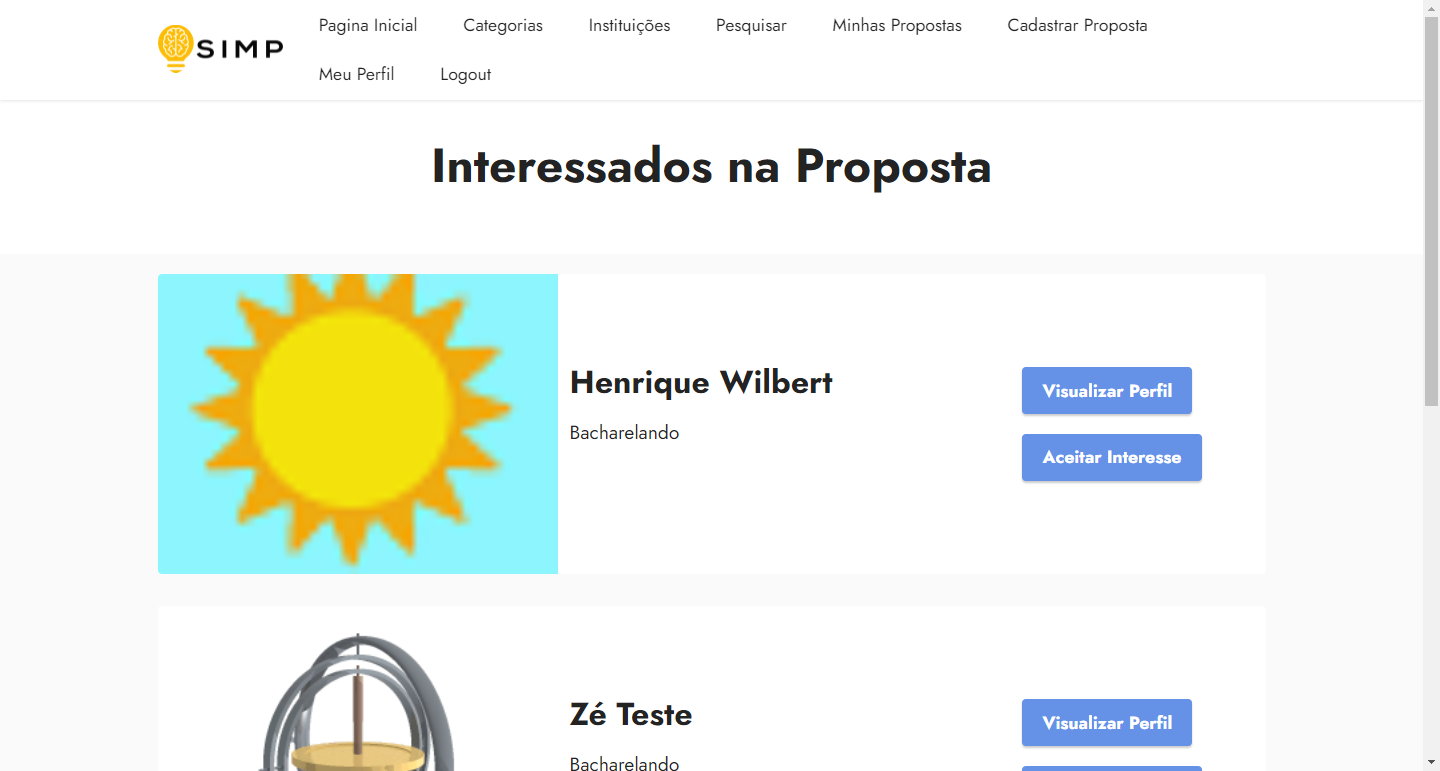 SIMP
Pagina Inicial Categorias Instituições Pesquisar Minhas Propostas Cadastrar Proposta
Meu Perfil Logout
Interessados na Proposta
Henrique Wilbert
Bacharelando
Visualizar Perfil
Aceitar Interesse
Zé Teste
Bacharelando
Visualizar Perfil